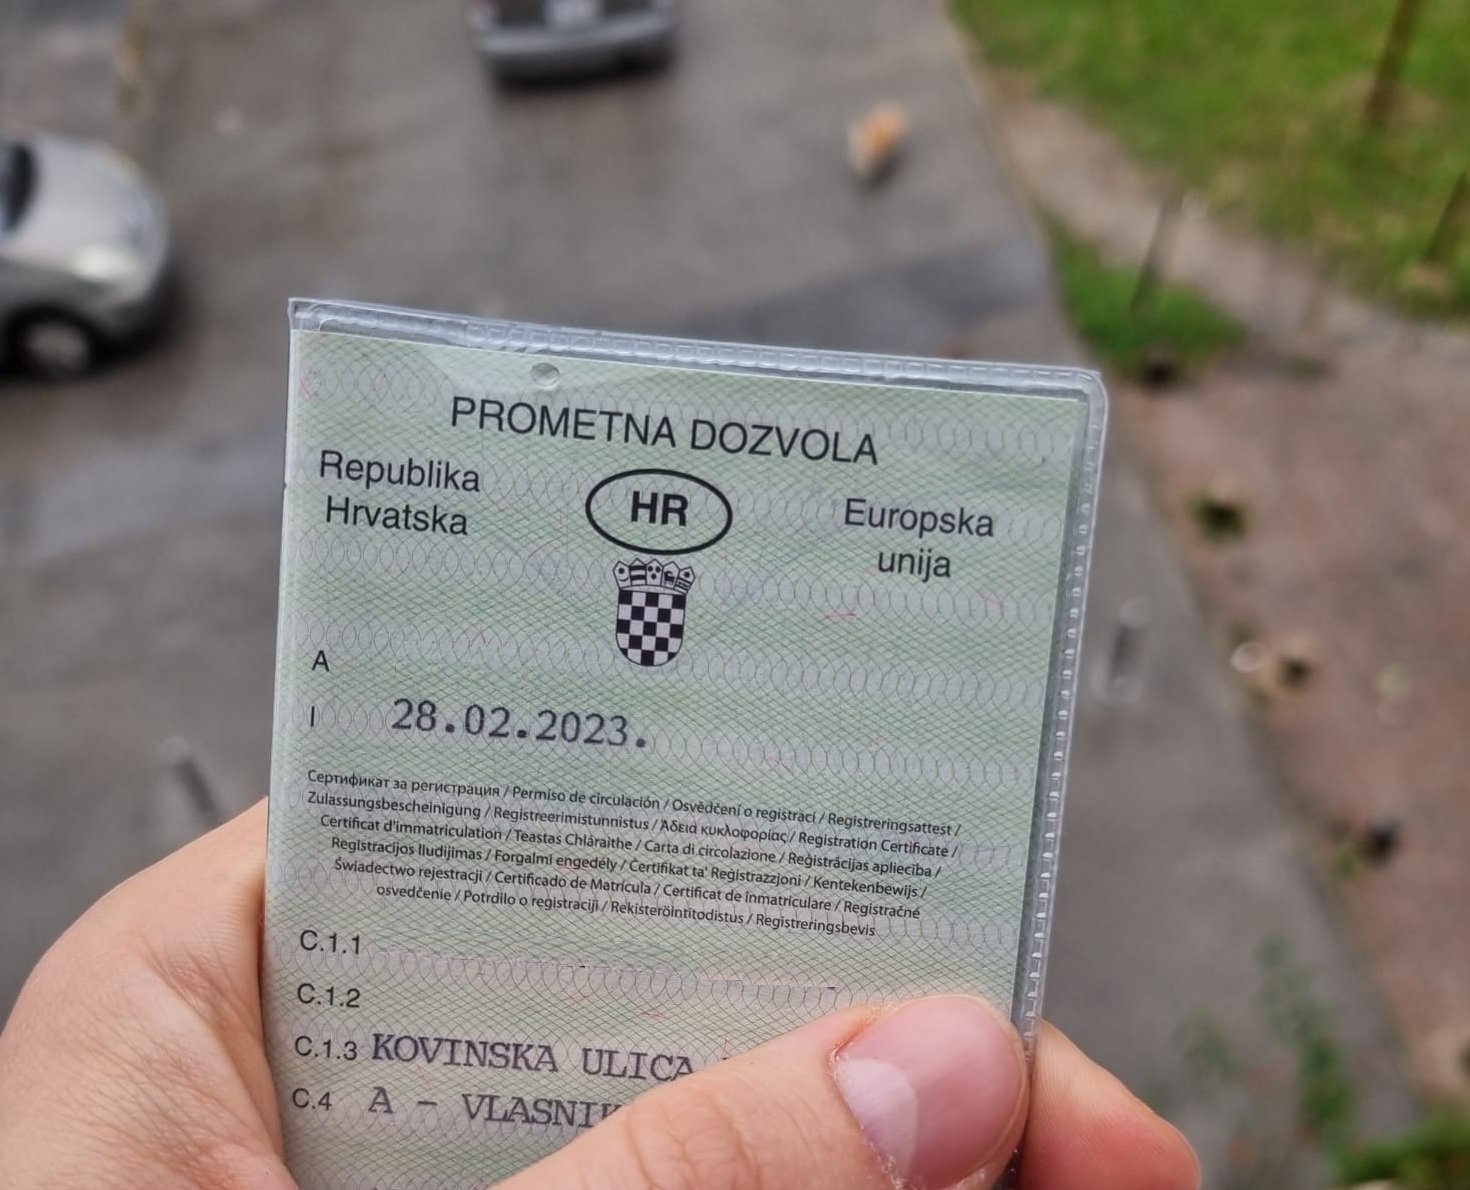 PROMETNA DOZVOLA
Republika
Hrvatska
HR
Europska
unija
A
I 28.02.2023.
Сертификат за регистрация / Permiso de circulación / Osvědčení o registraci / Registreringsattest /
Zulassungsbescheinigung / Registreerimistunnistus / Άδεια κυκλοφορίας / Registration Certificate /
Certificat d'immatriculation / Teastas Chláraithe / Carta di circolazione / Reģistrācijas apliecība /
Registracijos liudijimas / Forgalmi engedély / Ċertifikat ta' Reġistrazzjoni / Kentekenbewijs /
Świadectwo rejestracji / Certificado de Matrícula / Certificat de înmatriculare / Registračné
osvedčenie / Potrdilo o registraciji / Rekisteröintitodistus / Registreringsbevis
C.1.1
C.1.2
C.1.3 KOVINSKA ULICA
C.4 A - VLASNIK